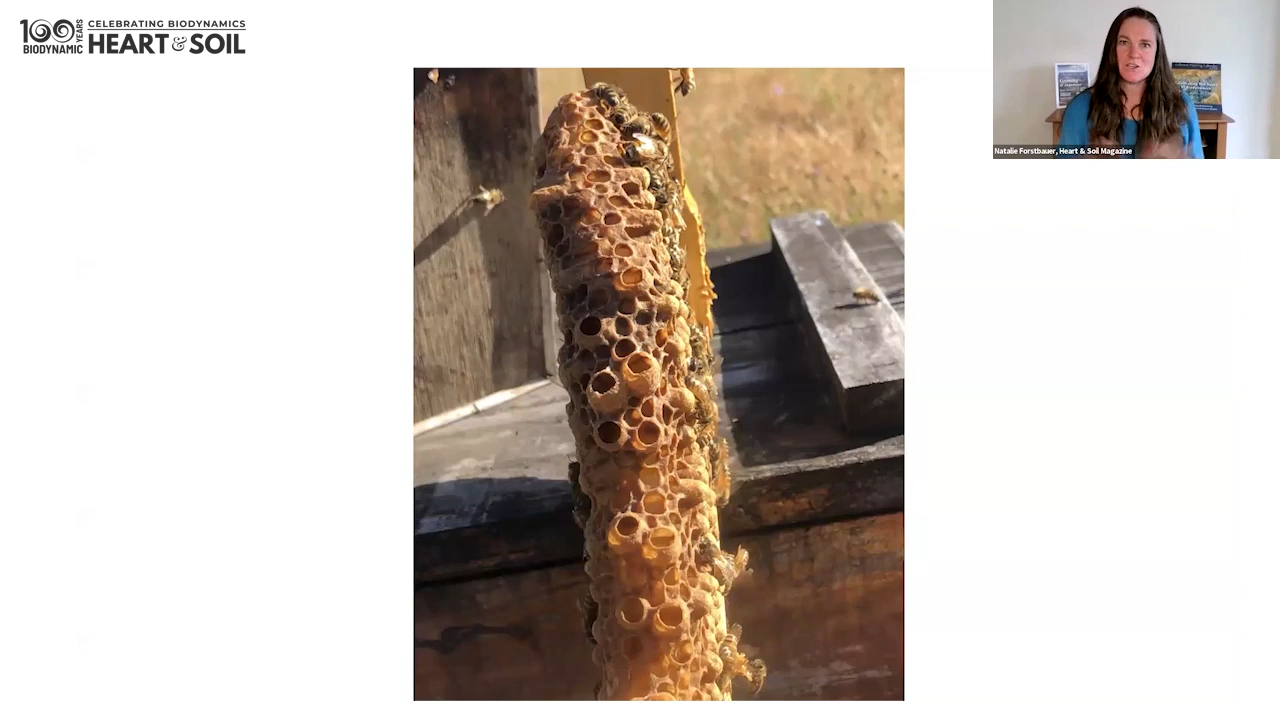 100 YEARS
BIODYNAMIC
CELEBRATING BIODYNAMICS
HEART & SOIL
Natalie Forstbauer, Heart & Soil Magazine